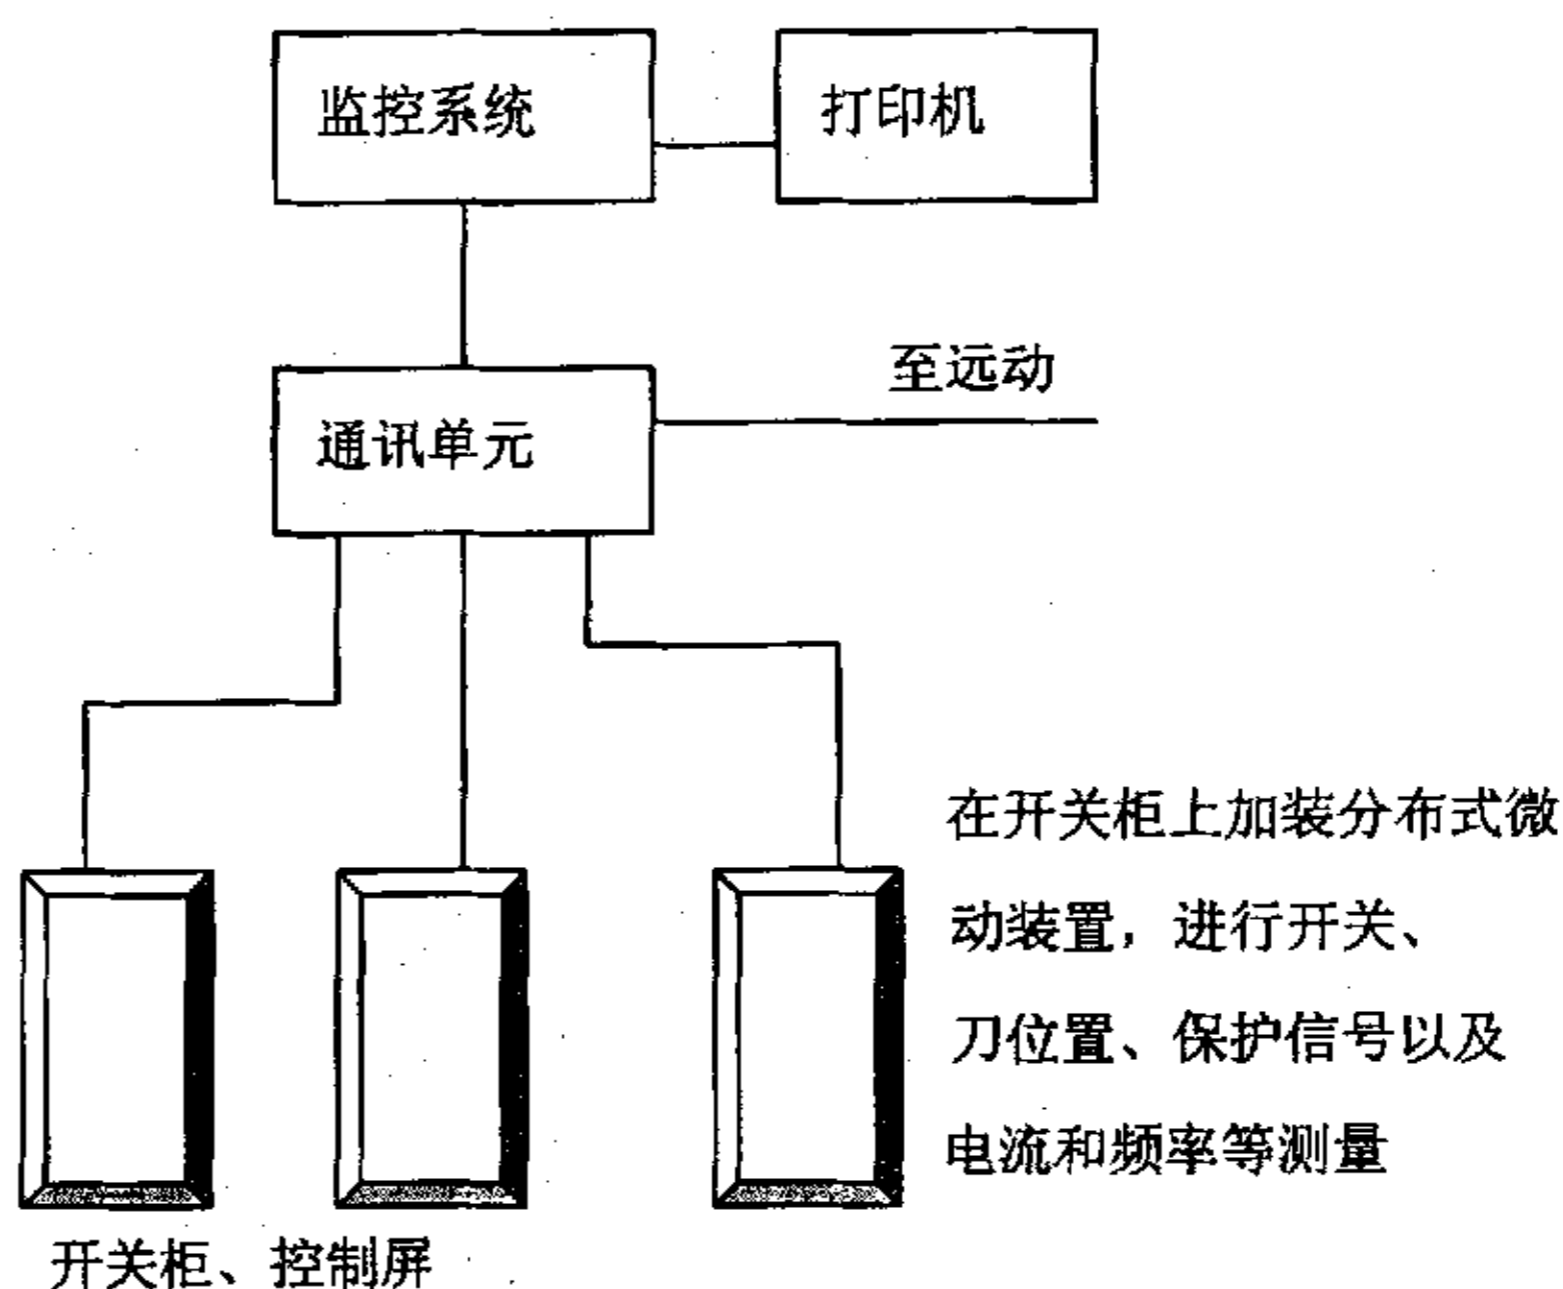 监控系统
打印机
至远动
通讯单元
在开关柜上加装分布式微
动装置，进行开关、
刀位置、保护信号以及
电流和频率等测量
开关柜、控制屏